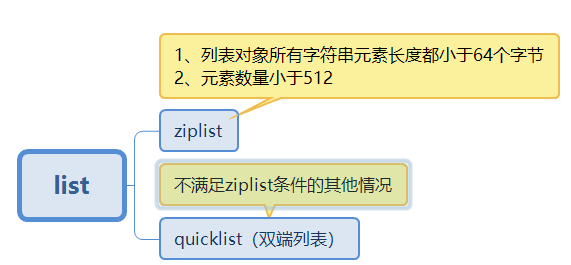 1、列表对象所有字符串元素长度都小于64个字节
2、元素数量小于512
ziplist
list
不满足ziplist条件的其他情况
quicklist（双端列表）